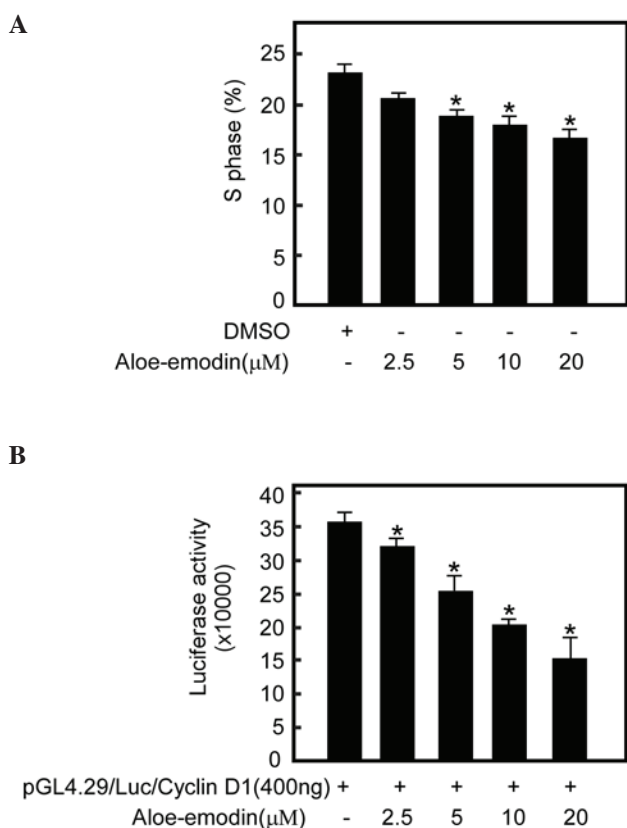 A
25
20
15
10
5
0
S phase (%)
* * *
DMSO + - - - -
Aloe-emodin(μM) - 2.5 5 10 20
B
40
35
30
25
20
15
10
5
0
Luciferase activity
(x10000)
* * * *
pGL4.29/Luc/Cyclin D1(400ng) + + + + +
Aloe-emodin(μM) - 2.5 5 10 20